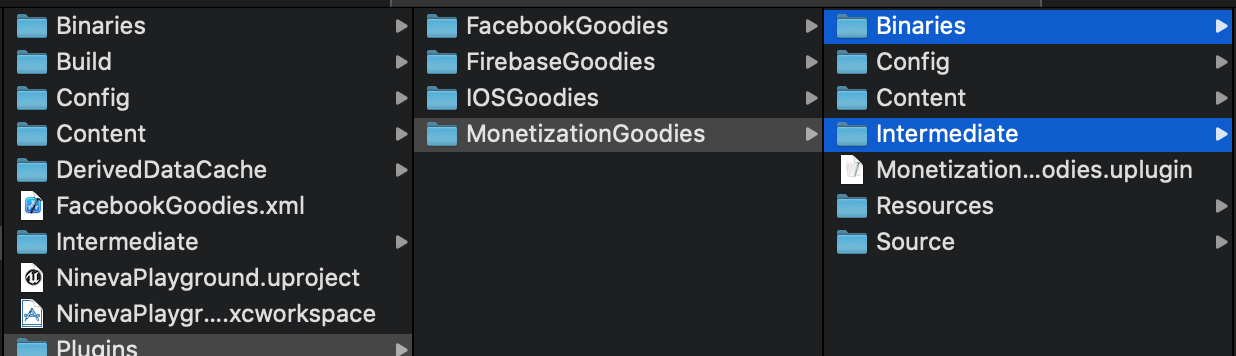 Binaries
Build
Config
Content
DerivedDataCache
FacebookGoodies.xml
Intermediate
NinevaPlayground.uproject
NinevaPlaygr....xcworkspace
Plugins
FacebookGoodies
FirebaseGoodies
IOSGoodies
MonetizationGoodies
Binaries
Config
Content
Intermediate
Monetization...odies.uplugin
Resources
Source